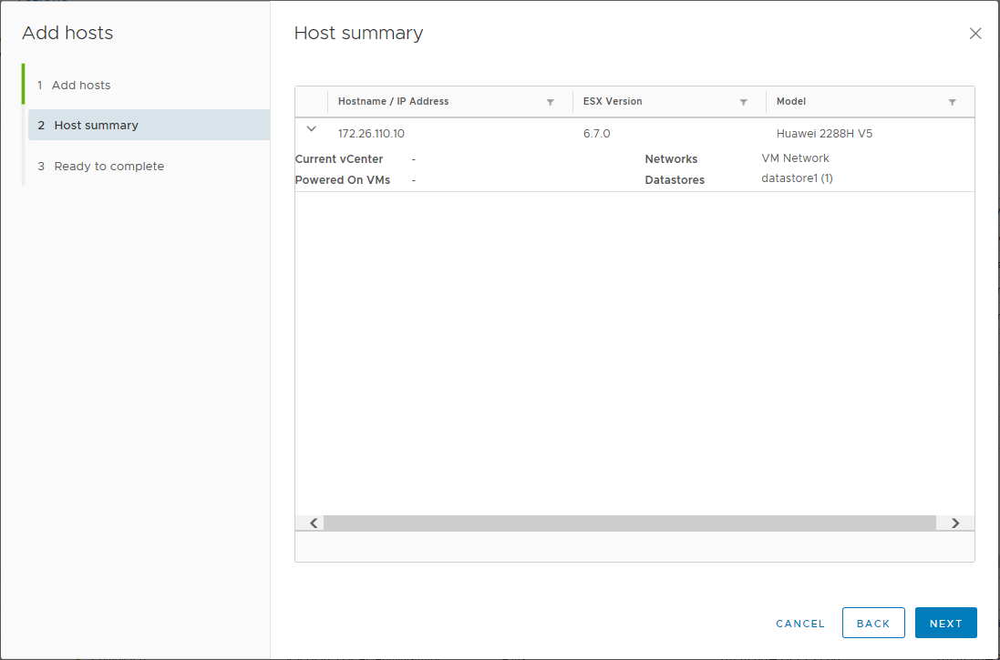 Add hosts
1 Add hosts
2 Host summary
3 Ready to complete
Host summary
Hostname / IP Address ESX Version Model
172.26.110.10 6.7.0 Huawei 2288H V5
Current vCenter - Networks VM Network
Powered On VMs - Datastores datastore1 (1)
CANCEL BACK NEXT